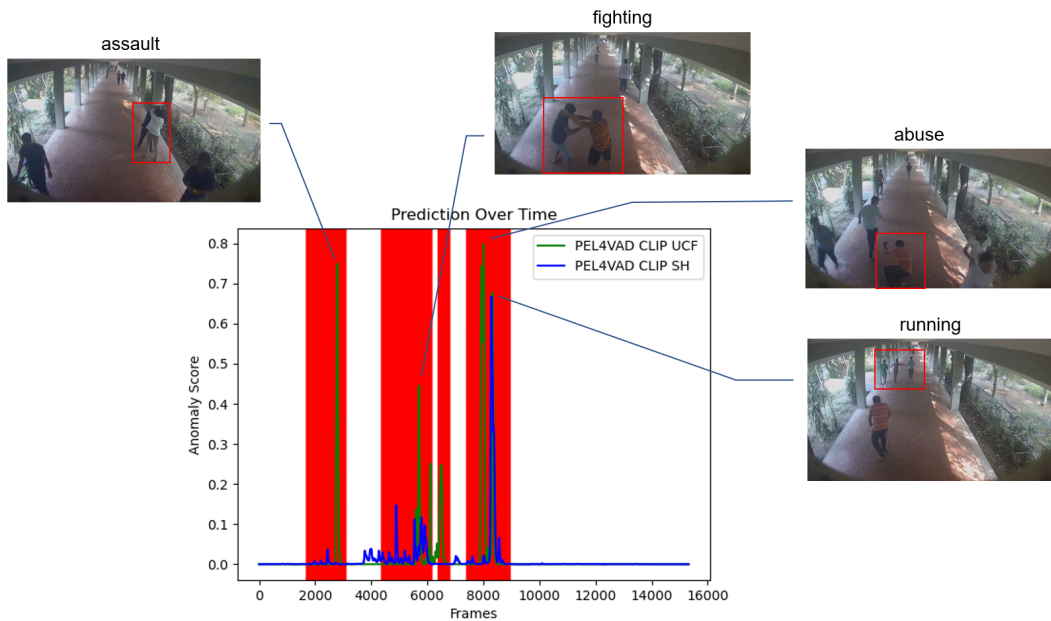 fighting
assault
abuse
running
Prediction Over Time
PEL4VAD CLIP UCF
PEL4VAD CLIP SH
Anomaly Score
0.8
0.7
0.6
0.5
0.4
0.3
0.2
0.1
0.0
0 2000 4000 6000 8000 10000 12000 14000 16000
Frames